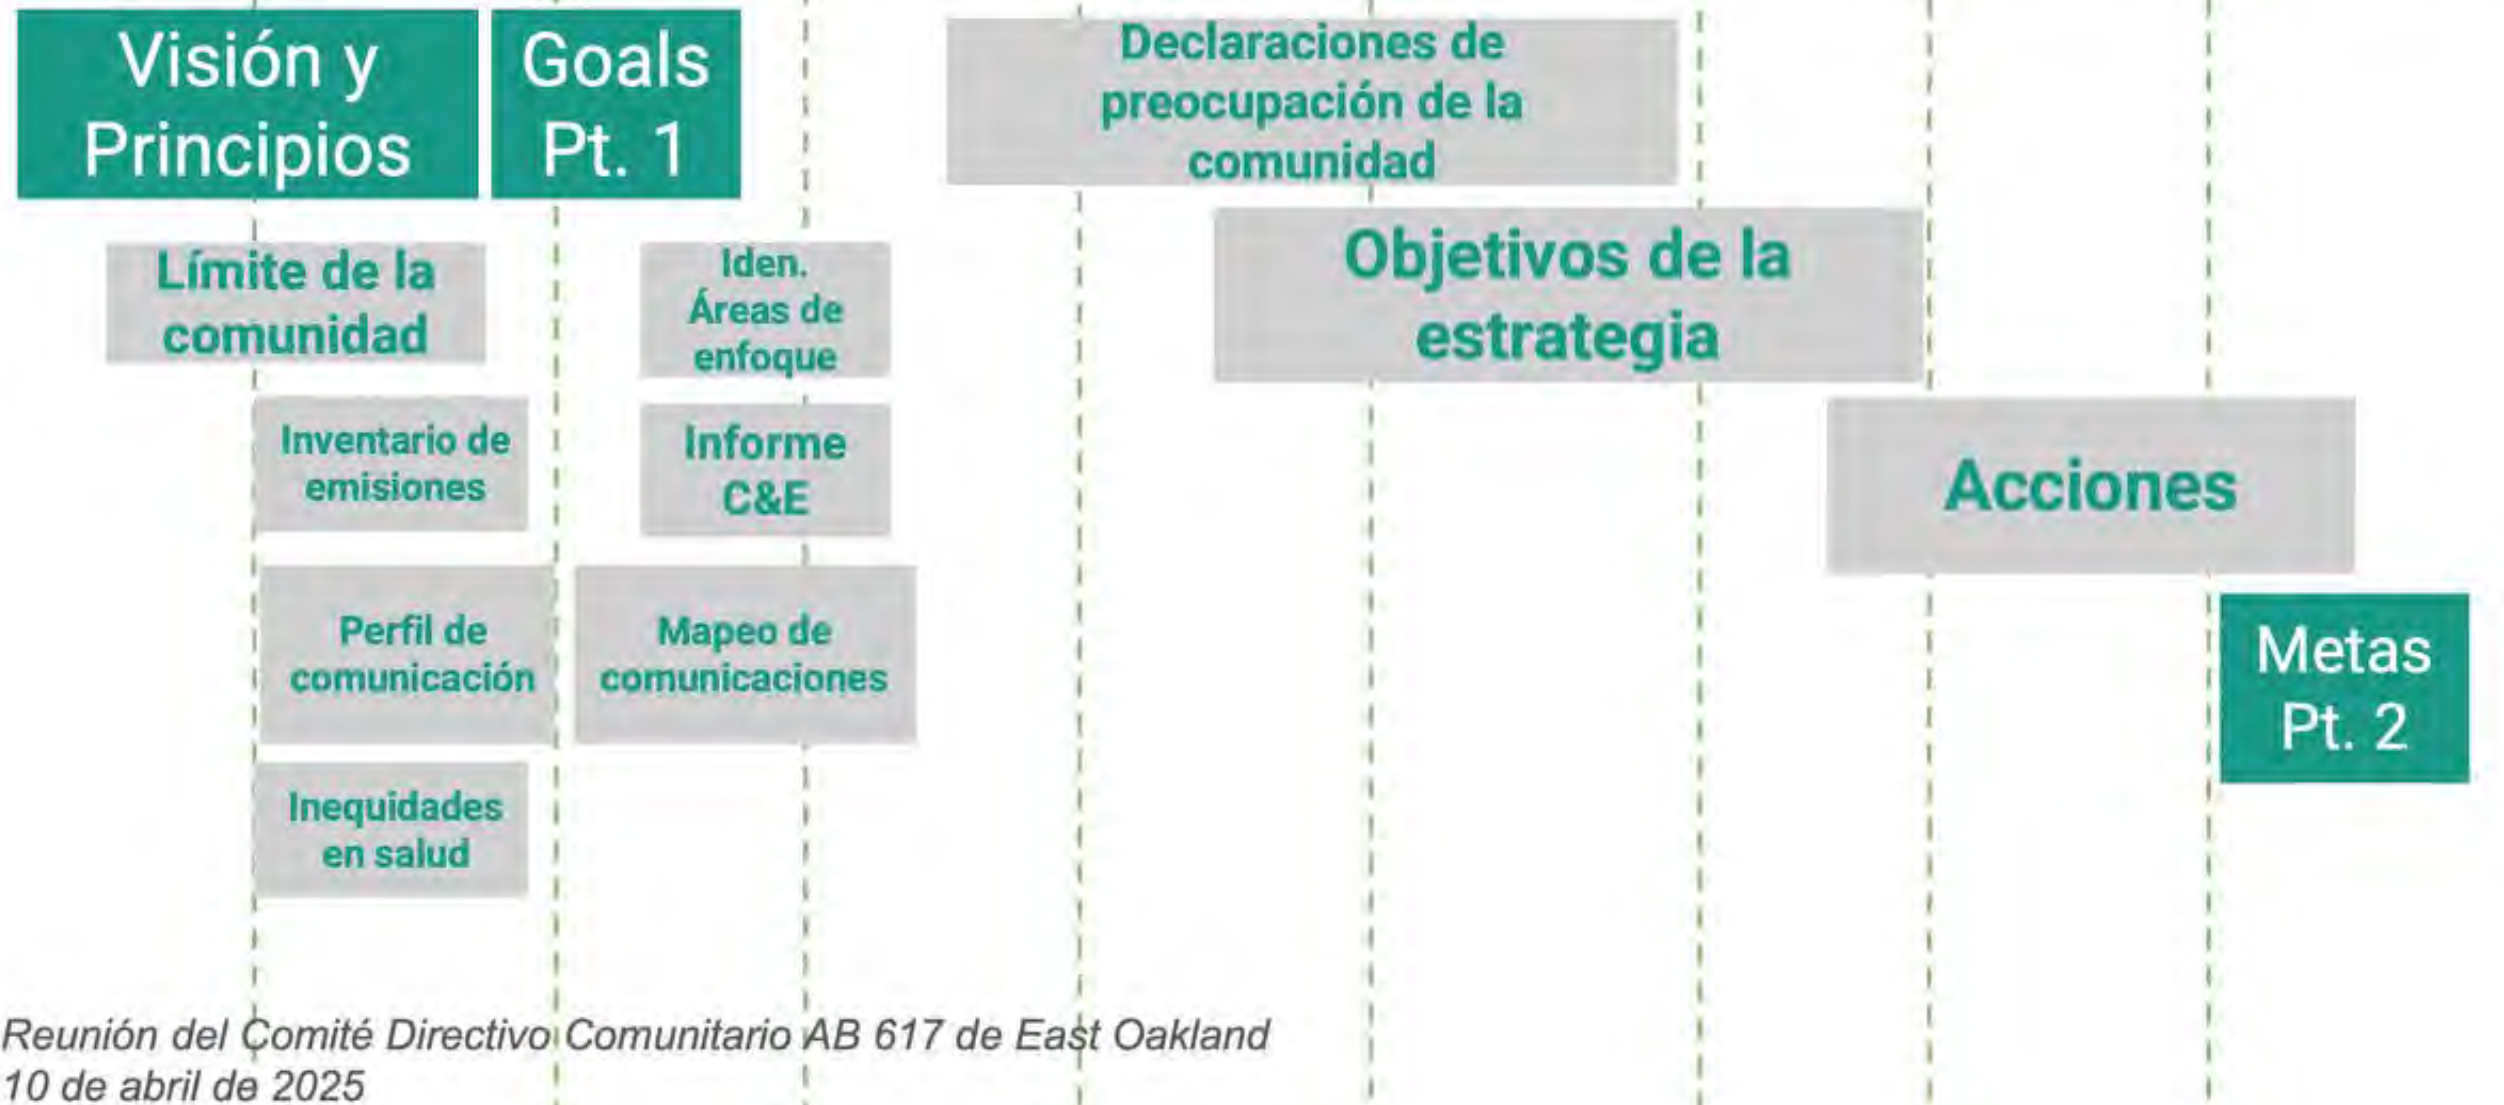 Visión y
Principios
Goals
Pt. 1
Declaraciones de
preocupación de la
comunidad
Límite de la
comunidad
Iden.
Áreas de
enfoque
Objetivos de la
estrategia
Inventario de
emisiones
Informe
C&E
Acciones
Perfil de
comunicación
Mapeo de
comunicaciones
Metas
Pt. 2
Inequidades
en salud
Reunión del Comité Directivo Comunitario AB 617 de East Oakland
10 de abril de 2025